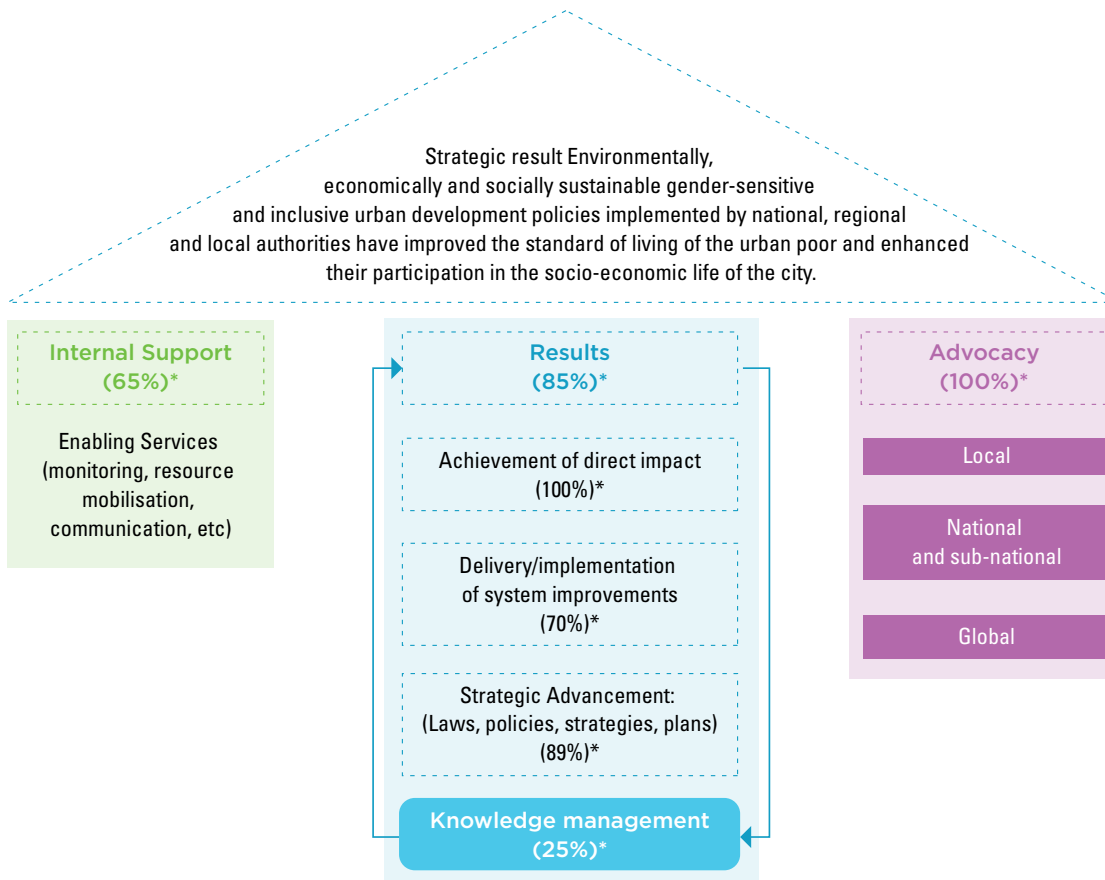 Strategic result Environmentally,
economically and socially sustainable gender-sensitive
and inclusive urban development policies implemented by national, regional
and local authorities have improved the standard of living of the urban poor and enhanced
their participation in the socio-economic life of the city.
Internal Support
(65%)*
Enabling Services
(monitoring, resource
mobilisation,
communication, etc)
Results
(85%)*
Achievement of direct impact
(100%)*
Delivery/implementation
of system improvements
(70%)*
Strategic Advancement:
(Laws, policies, strategies, plans)
(89%)*
Knowledge management
(25%)*
Advocacy
(100%)*
Local
National
and sub-national
Global